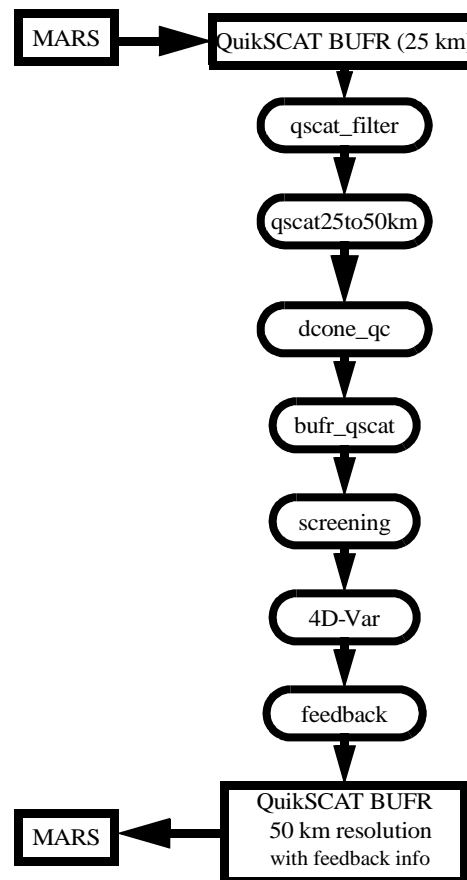 MARS
QuikSCAT BUFR (25 km)
qscat_filter
qscat25to50km
dcone_qc
bufr_qscat
screening
4D-Var
feedback
QuikSCAT BUFR
50 km resolution
with feedback info
MARS